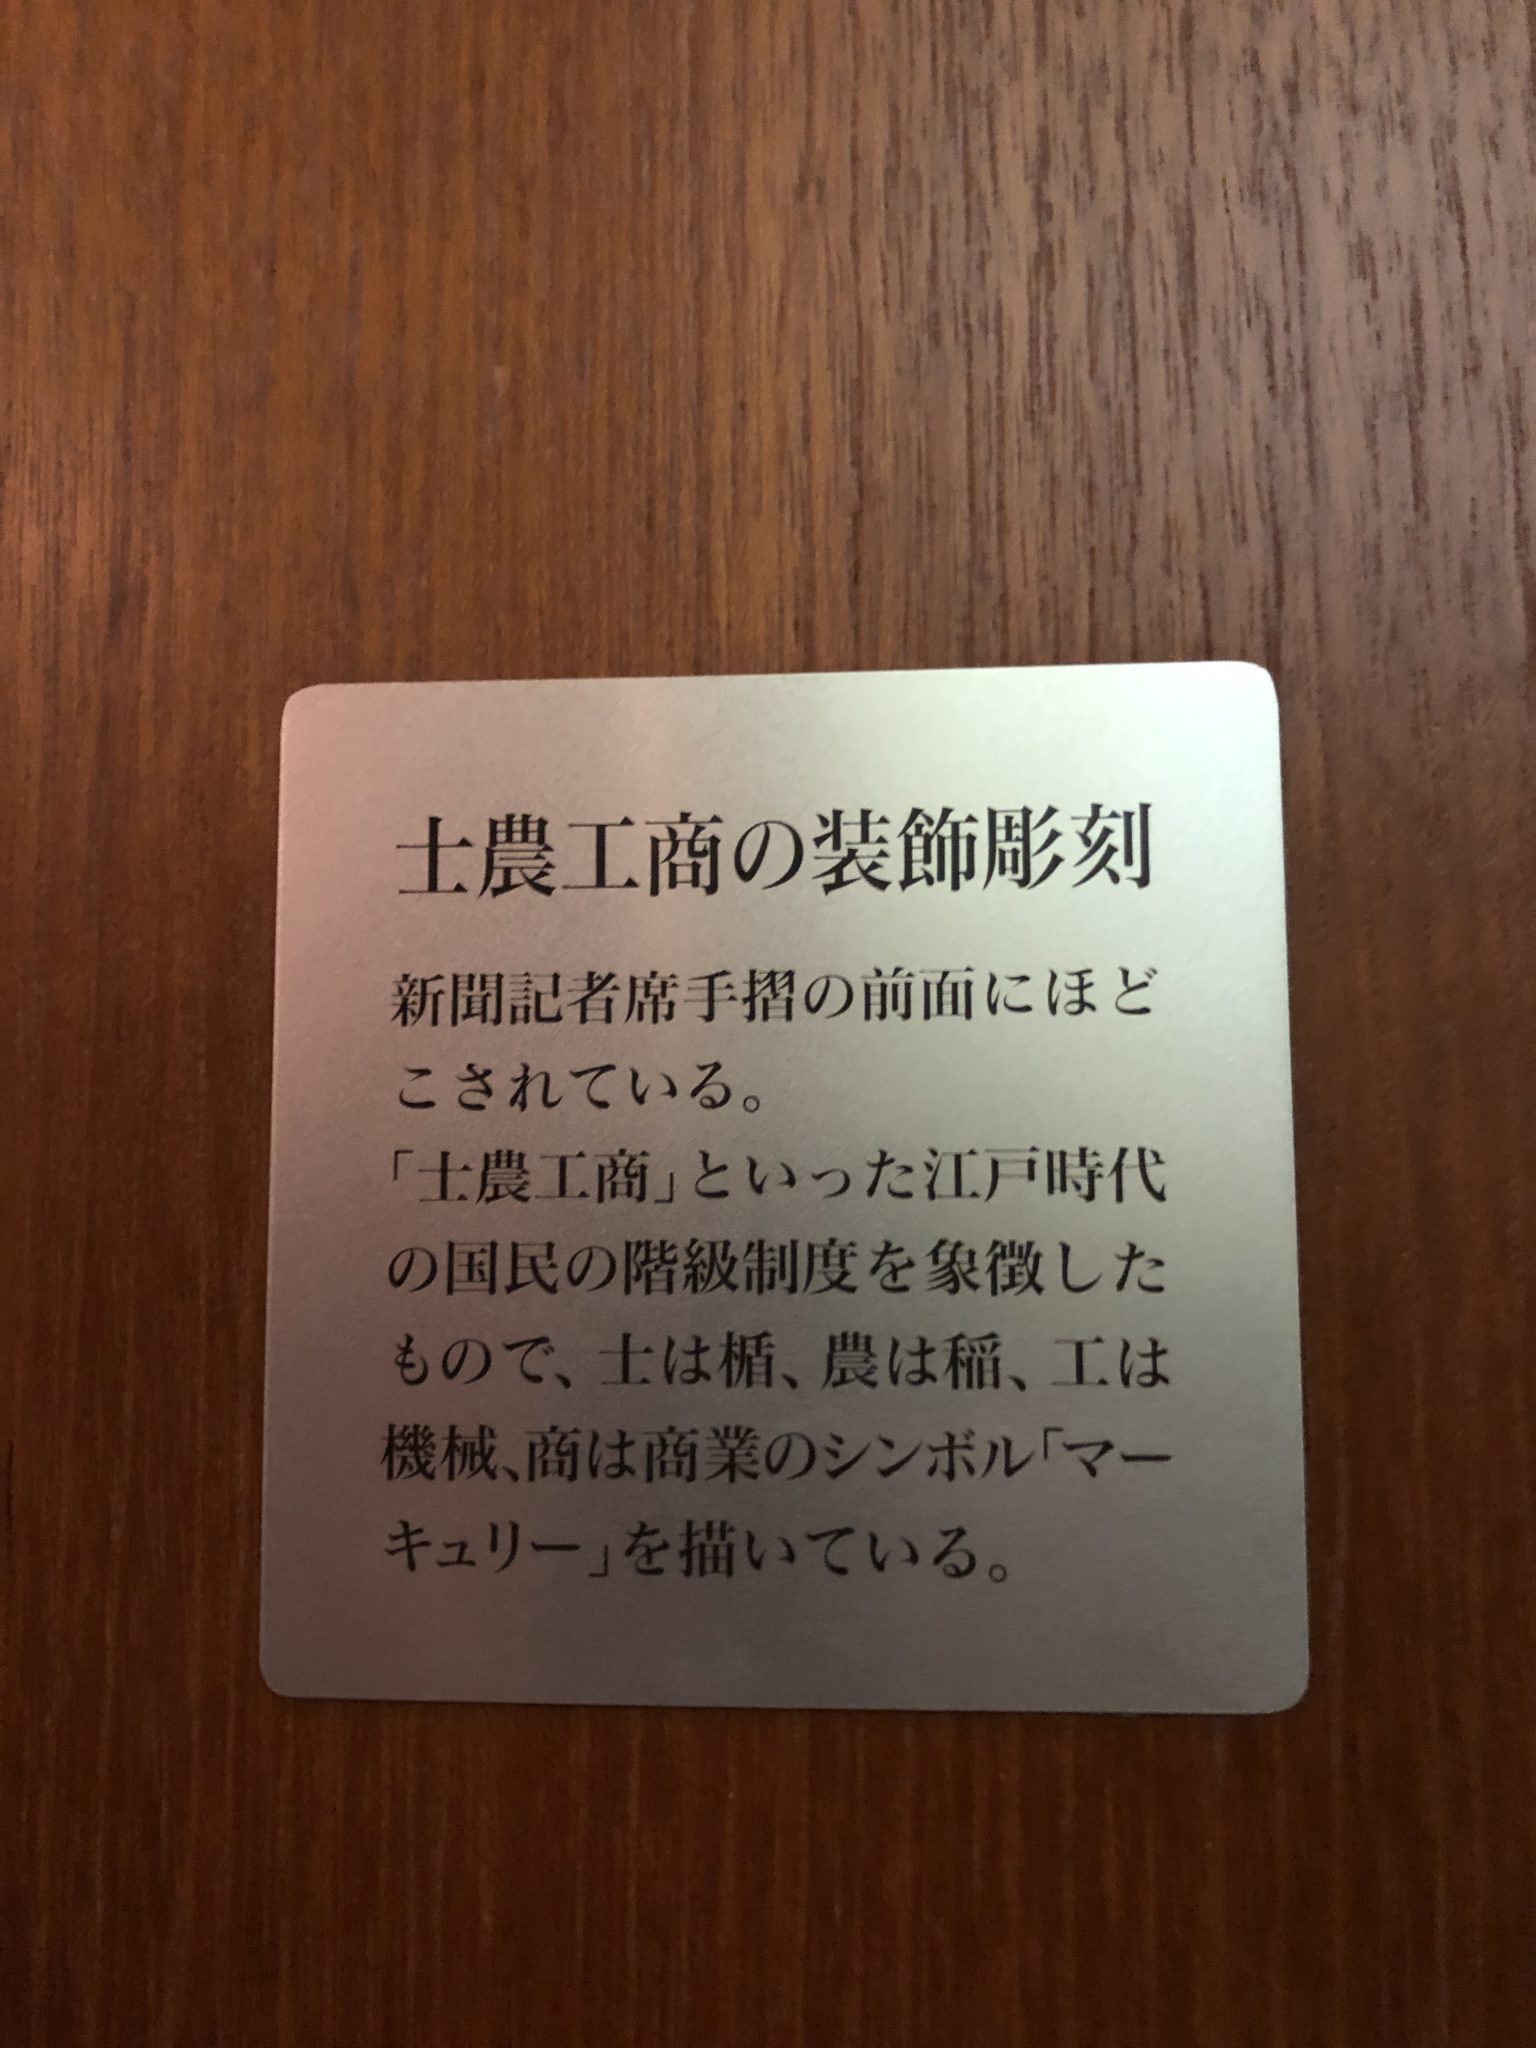 士農工商の装飾彫刻
新聞記者席手摺の前面にほど
こされている。
「士農工商」といった江戸時代
の国民の階級制度を象徴した
もので、士は楯、農は稲、工は
機械、商は商業のシンボル「マー
キュリー」を描いている。